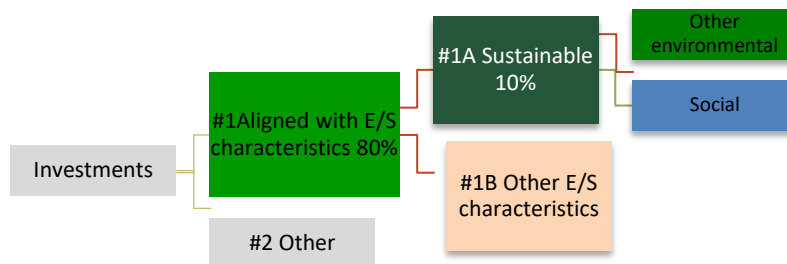 Investments
#1Aligned with E/S
characteristics 80%
#2 Other
#1A Sustainable
10%
#1B Other E/S
characteristics
Other
environmental
Social